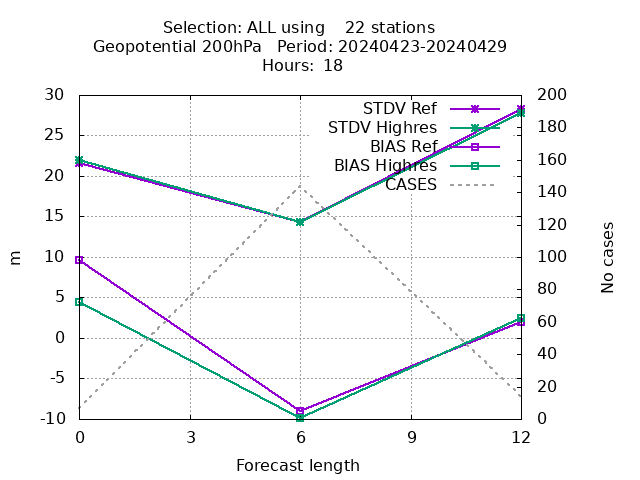 Selection: ALL using    22 stations
Geopotential 200hPa   Period: 20240423-20240429
Hours: 18
30
25
20
15
10
5
0
-5
-10
200
180
160
140
120
100
80
60
40
20
0
STDV Ref
STDV Highres
BIAS Ref
BIAS Highres
CASES
m
No cases
0 3 6 9 12
Forecast length